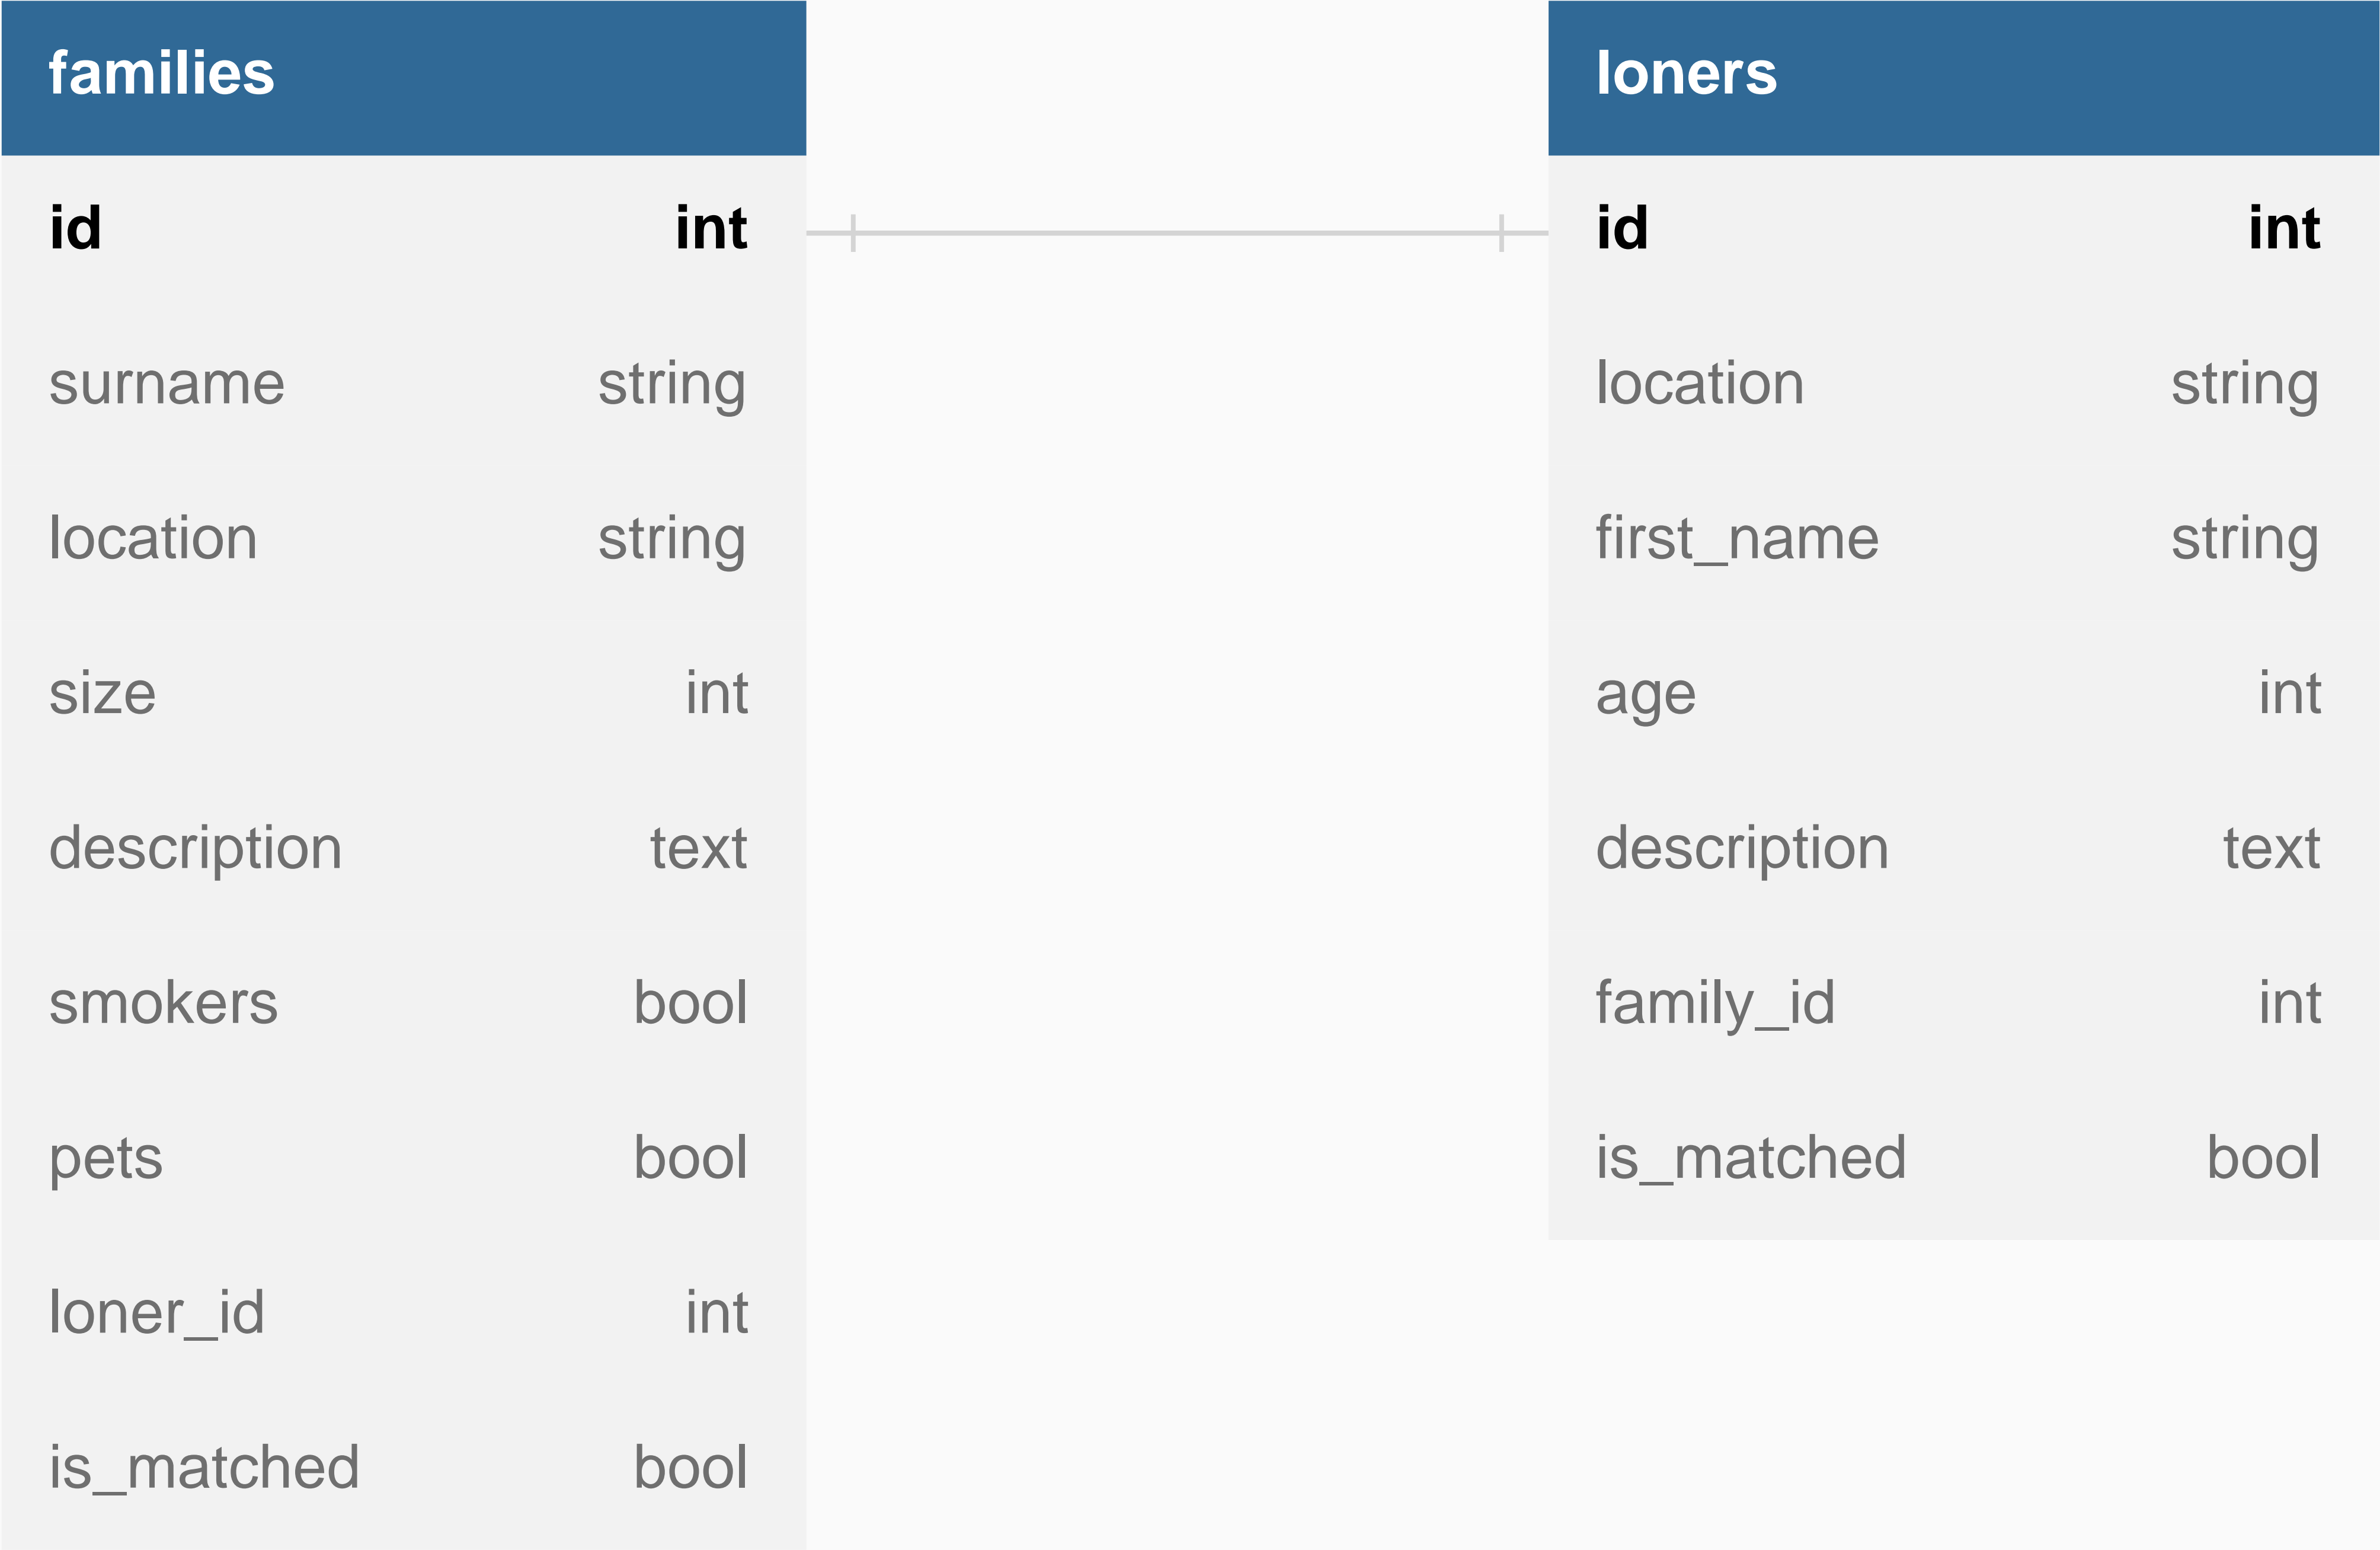 families
id int
surname string
location string
size int
description text
smokers bool
pets bool
loner_id int
is_matched bool
loners
id int
location string
first_name string
age int
description text
family_id int
is_matched bool